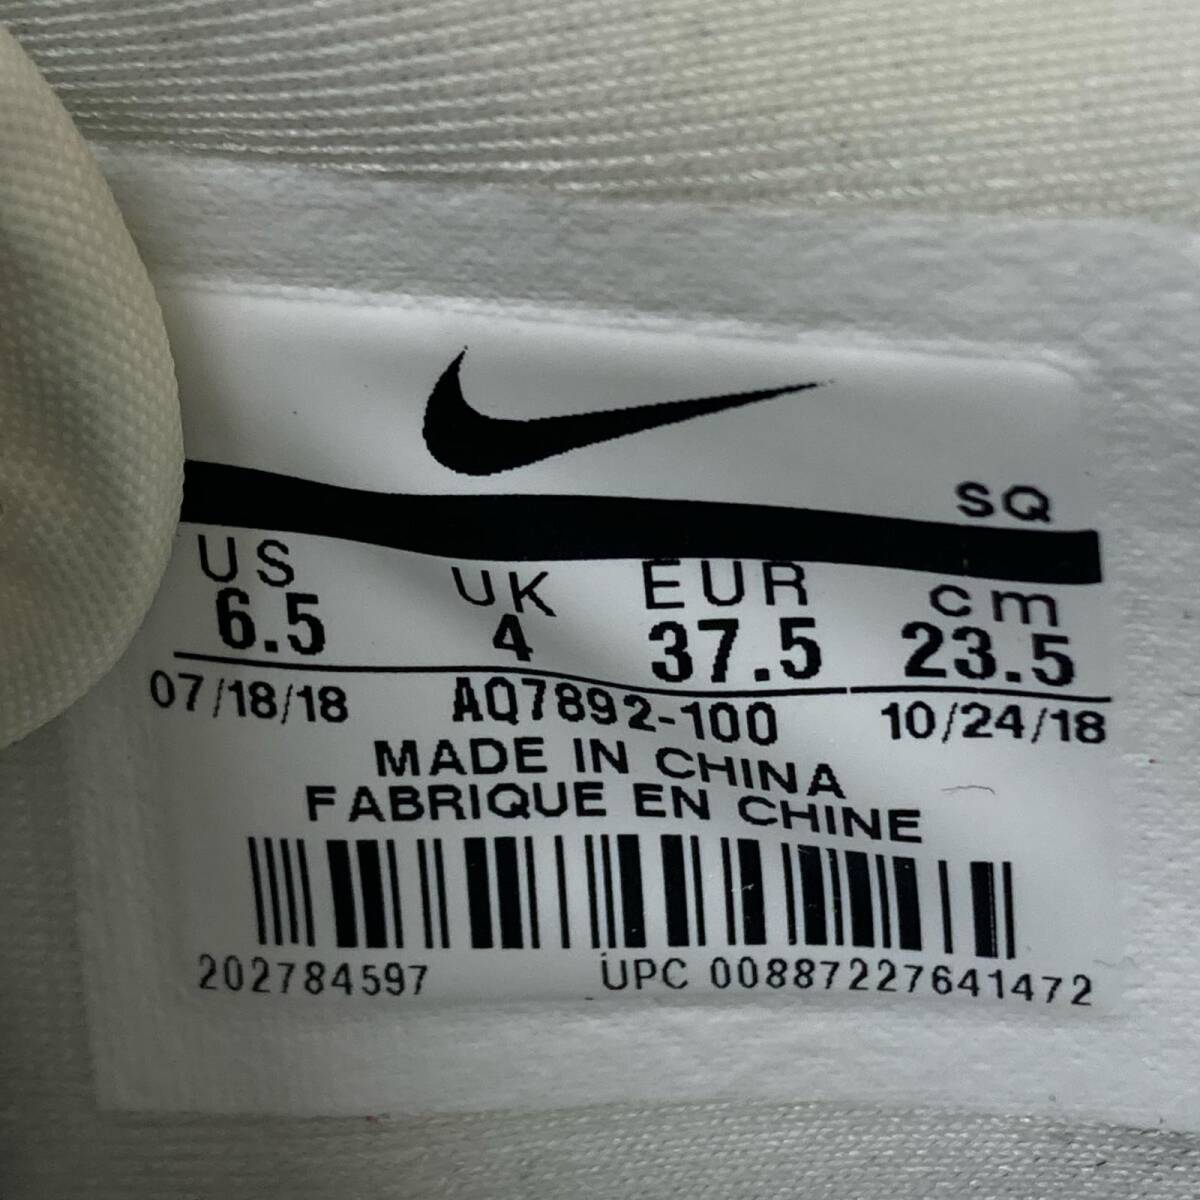 SQ
US UK EUR cm
6.5 4 37.5 23.5
07/18/18 AQ7892-100 10/24/18
MADE IN CHINA
FABRIQUE EN CHINE
202784597 UPC 00887227641472